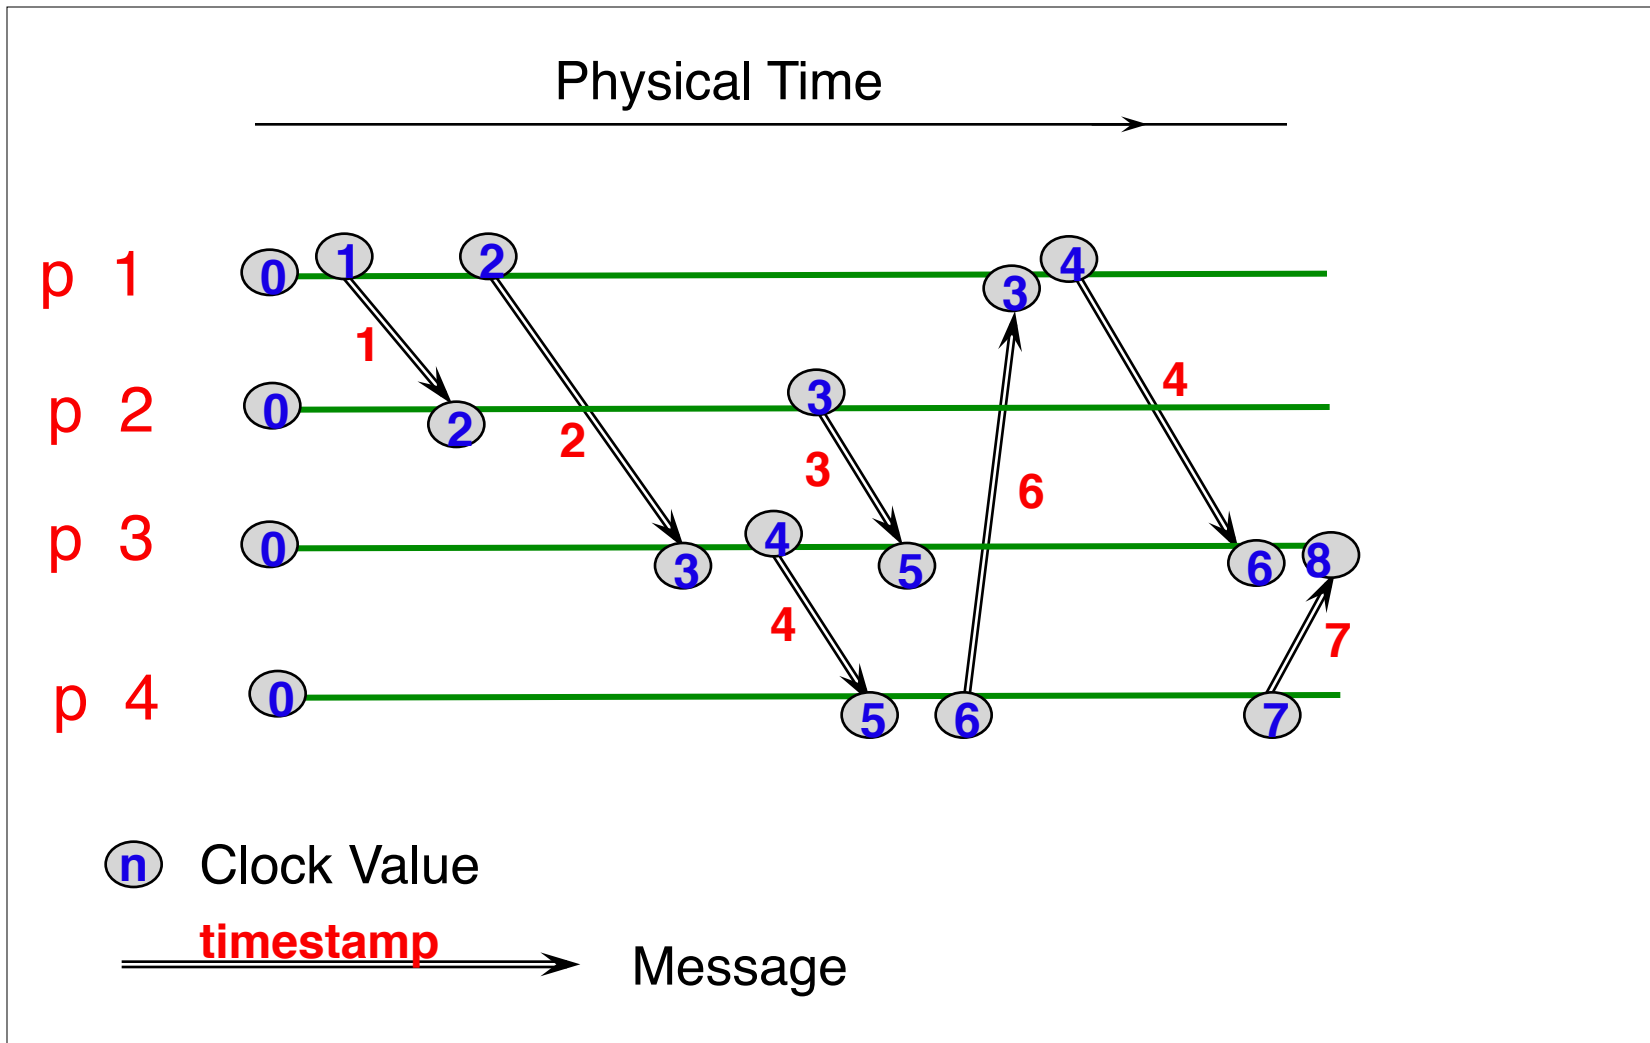 Physical Time
p 1 0 1 2 3 4
1
4
p 2 0 2 3
2 3 6
p 3 0 3 4 5 6 8
4 7
p 4 0 5 6 7
n Clock Value
timestamp
Message